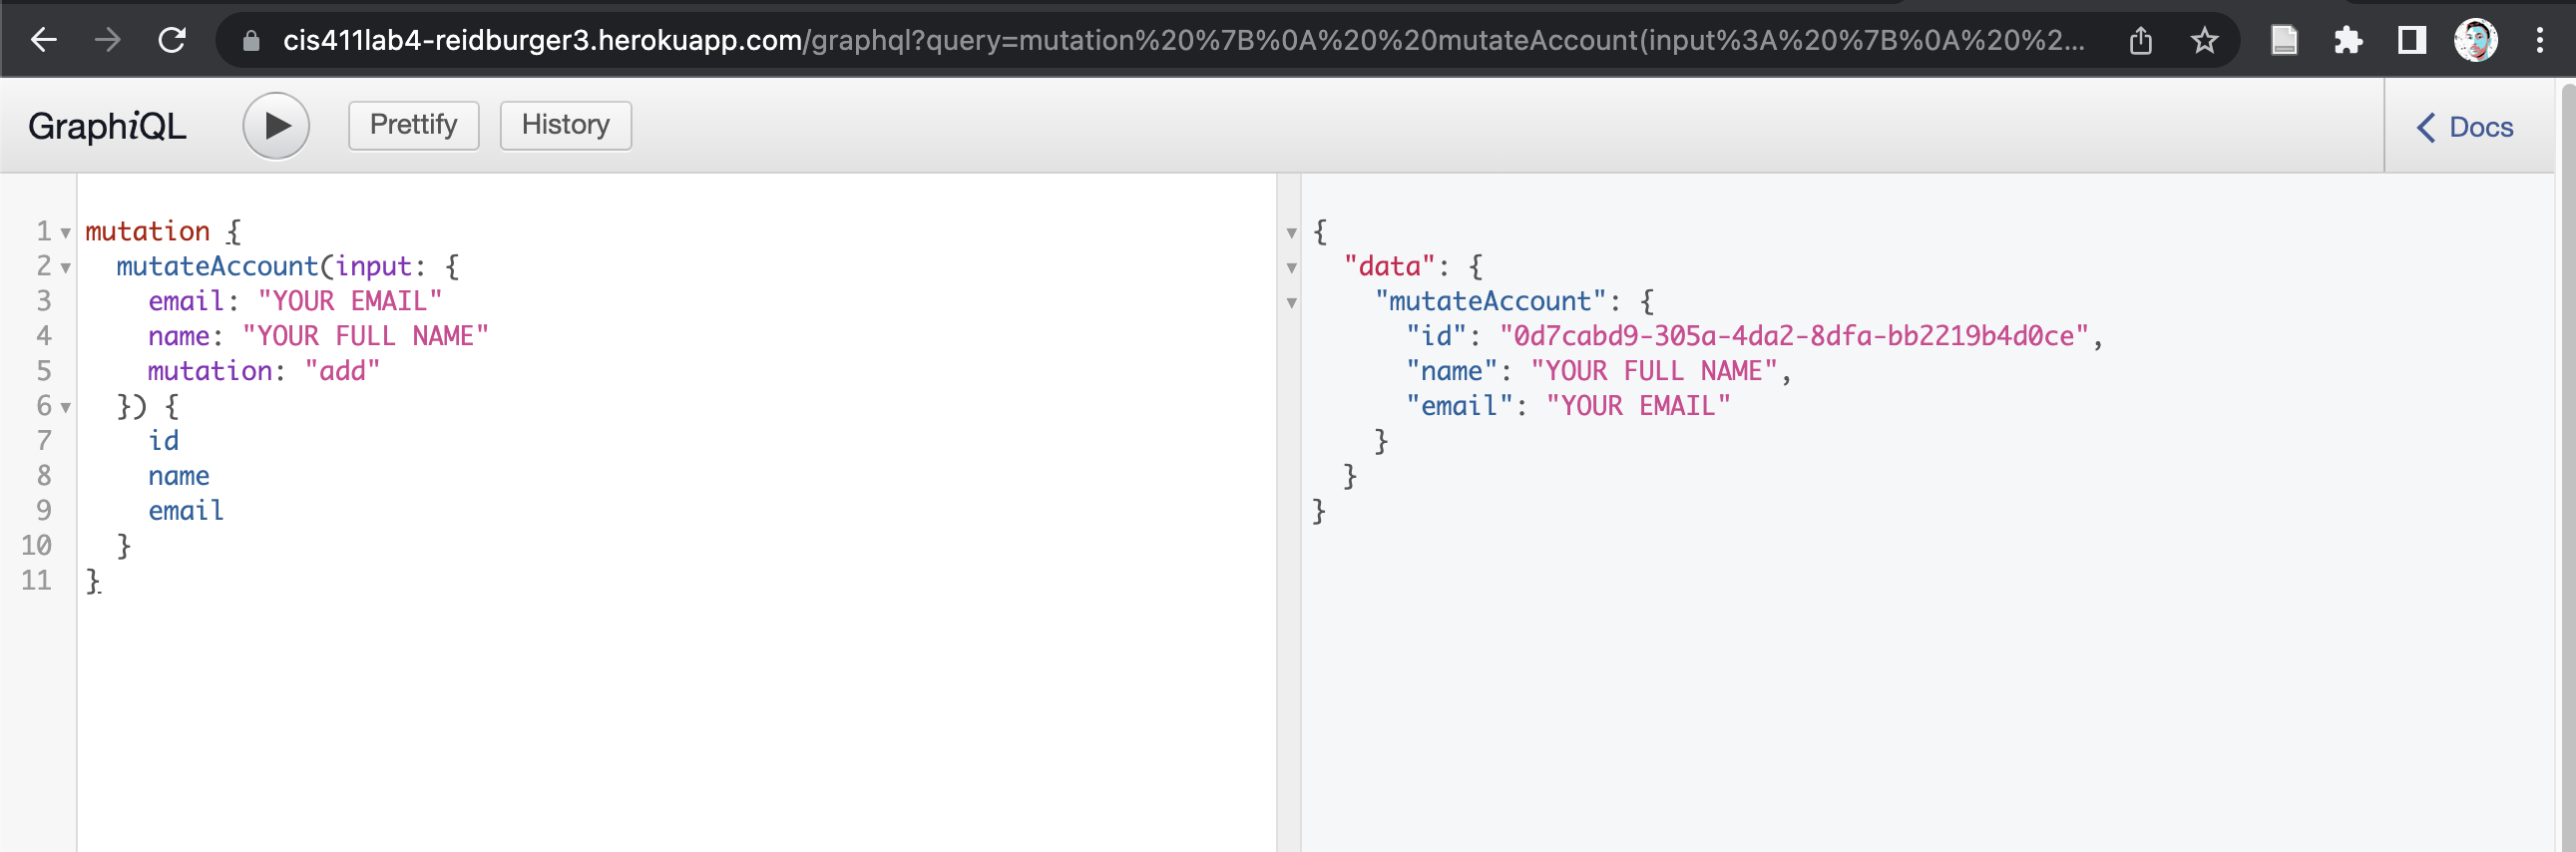 cis411lab4-reidburger3.herokuapp.com/graphql?query=mutation%20%7B%0A%20%20mutateAccount(input%3A%20%7B%0A%20%2...
GraphiQL Prettify History Docs
1 mutation {
2 mutateAccount(input: {
3 email: "YOUR EMAIL"
4 name: "YOUR FULL NAME"
5 mutation: "add"
6 }) {
7 id
8 name
9 email
10 }
11 }
{
"data": {
"mutateAccount": {
"id": "0d7cabd9-305a-4da2-8dfa-bb2219b4d0ce",
"name": "YOUR FULL NAME",
"email": "YOUR EMAIL"
}
}
}